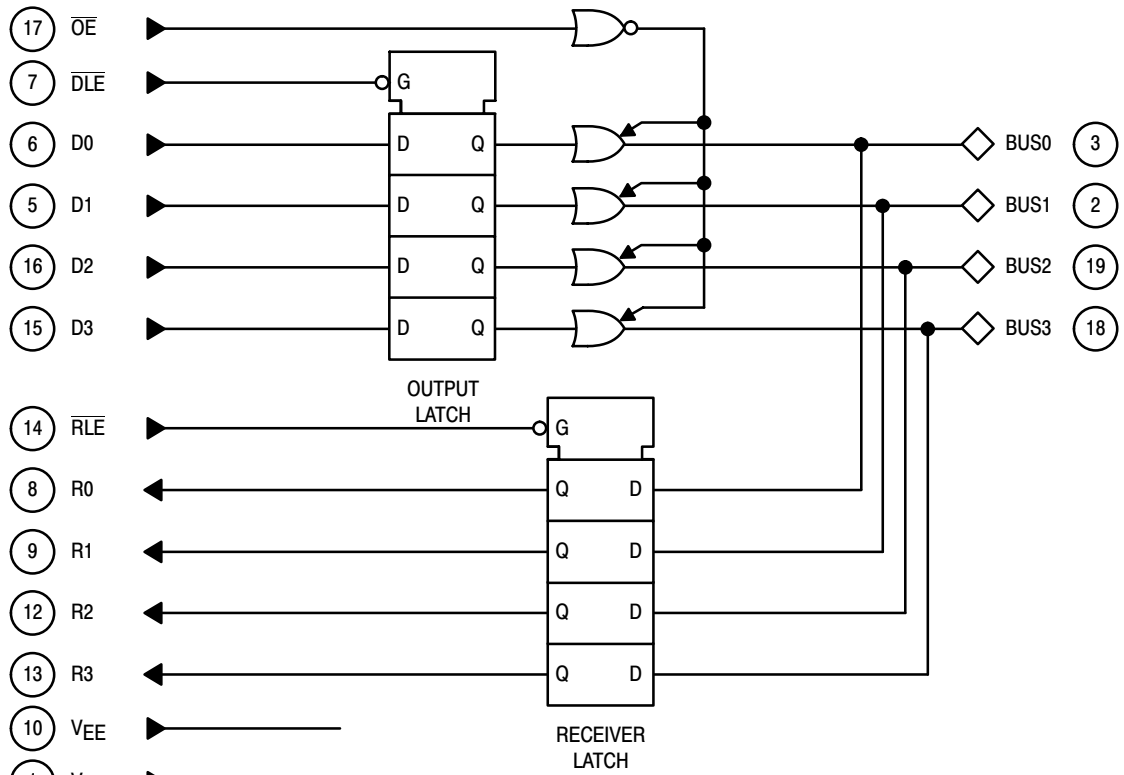 17 OE BUS0 3
7 DLE G
6 D0 D Q
5 D1 D Q BUS1 2
16 D2 D Q BUS2 19
15 D3 D Q BUS3 18
OUTPUT
LATCH
14 RLE G
8 R0 Q D
9 R1 Q D
12 R2 Q D
13 R3 Q D
10 VEE
RECEIVER
LATCH